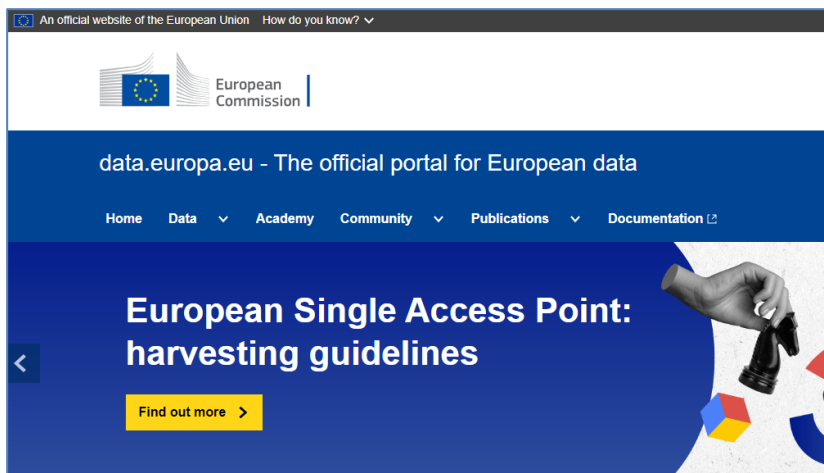 An official website of the European Union How do you know?
European
Commission
data.europa.eu - The official portal for European data
Home Data Academy Community Publications Documentation
European Single Access Point:
harvesting guidelines
Find out more